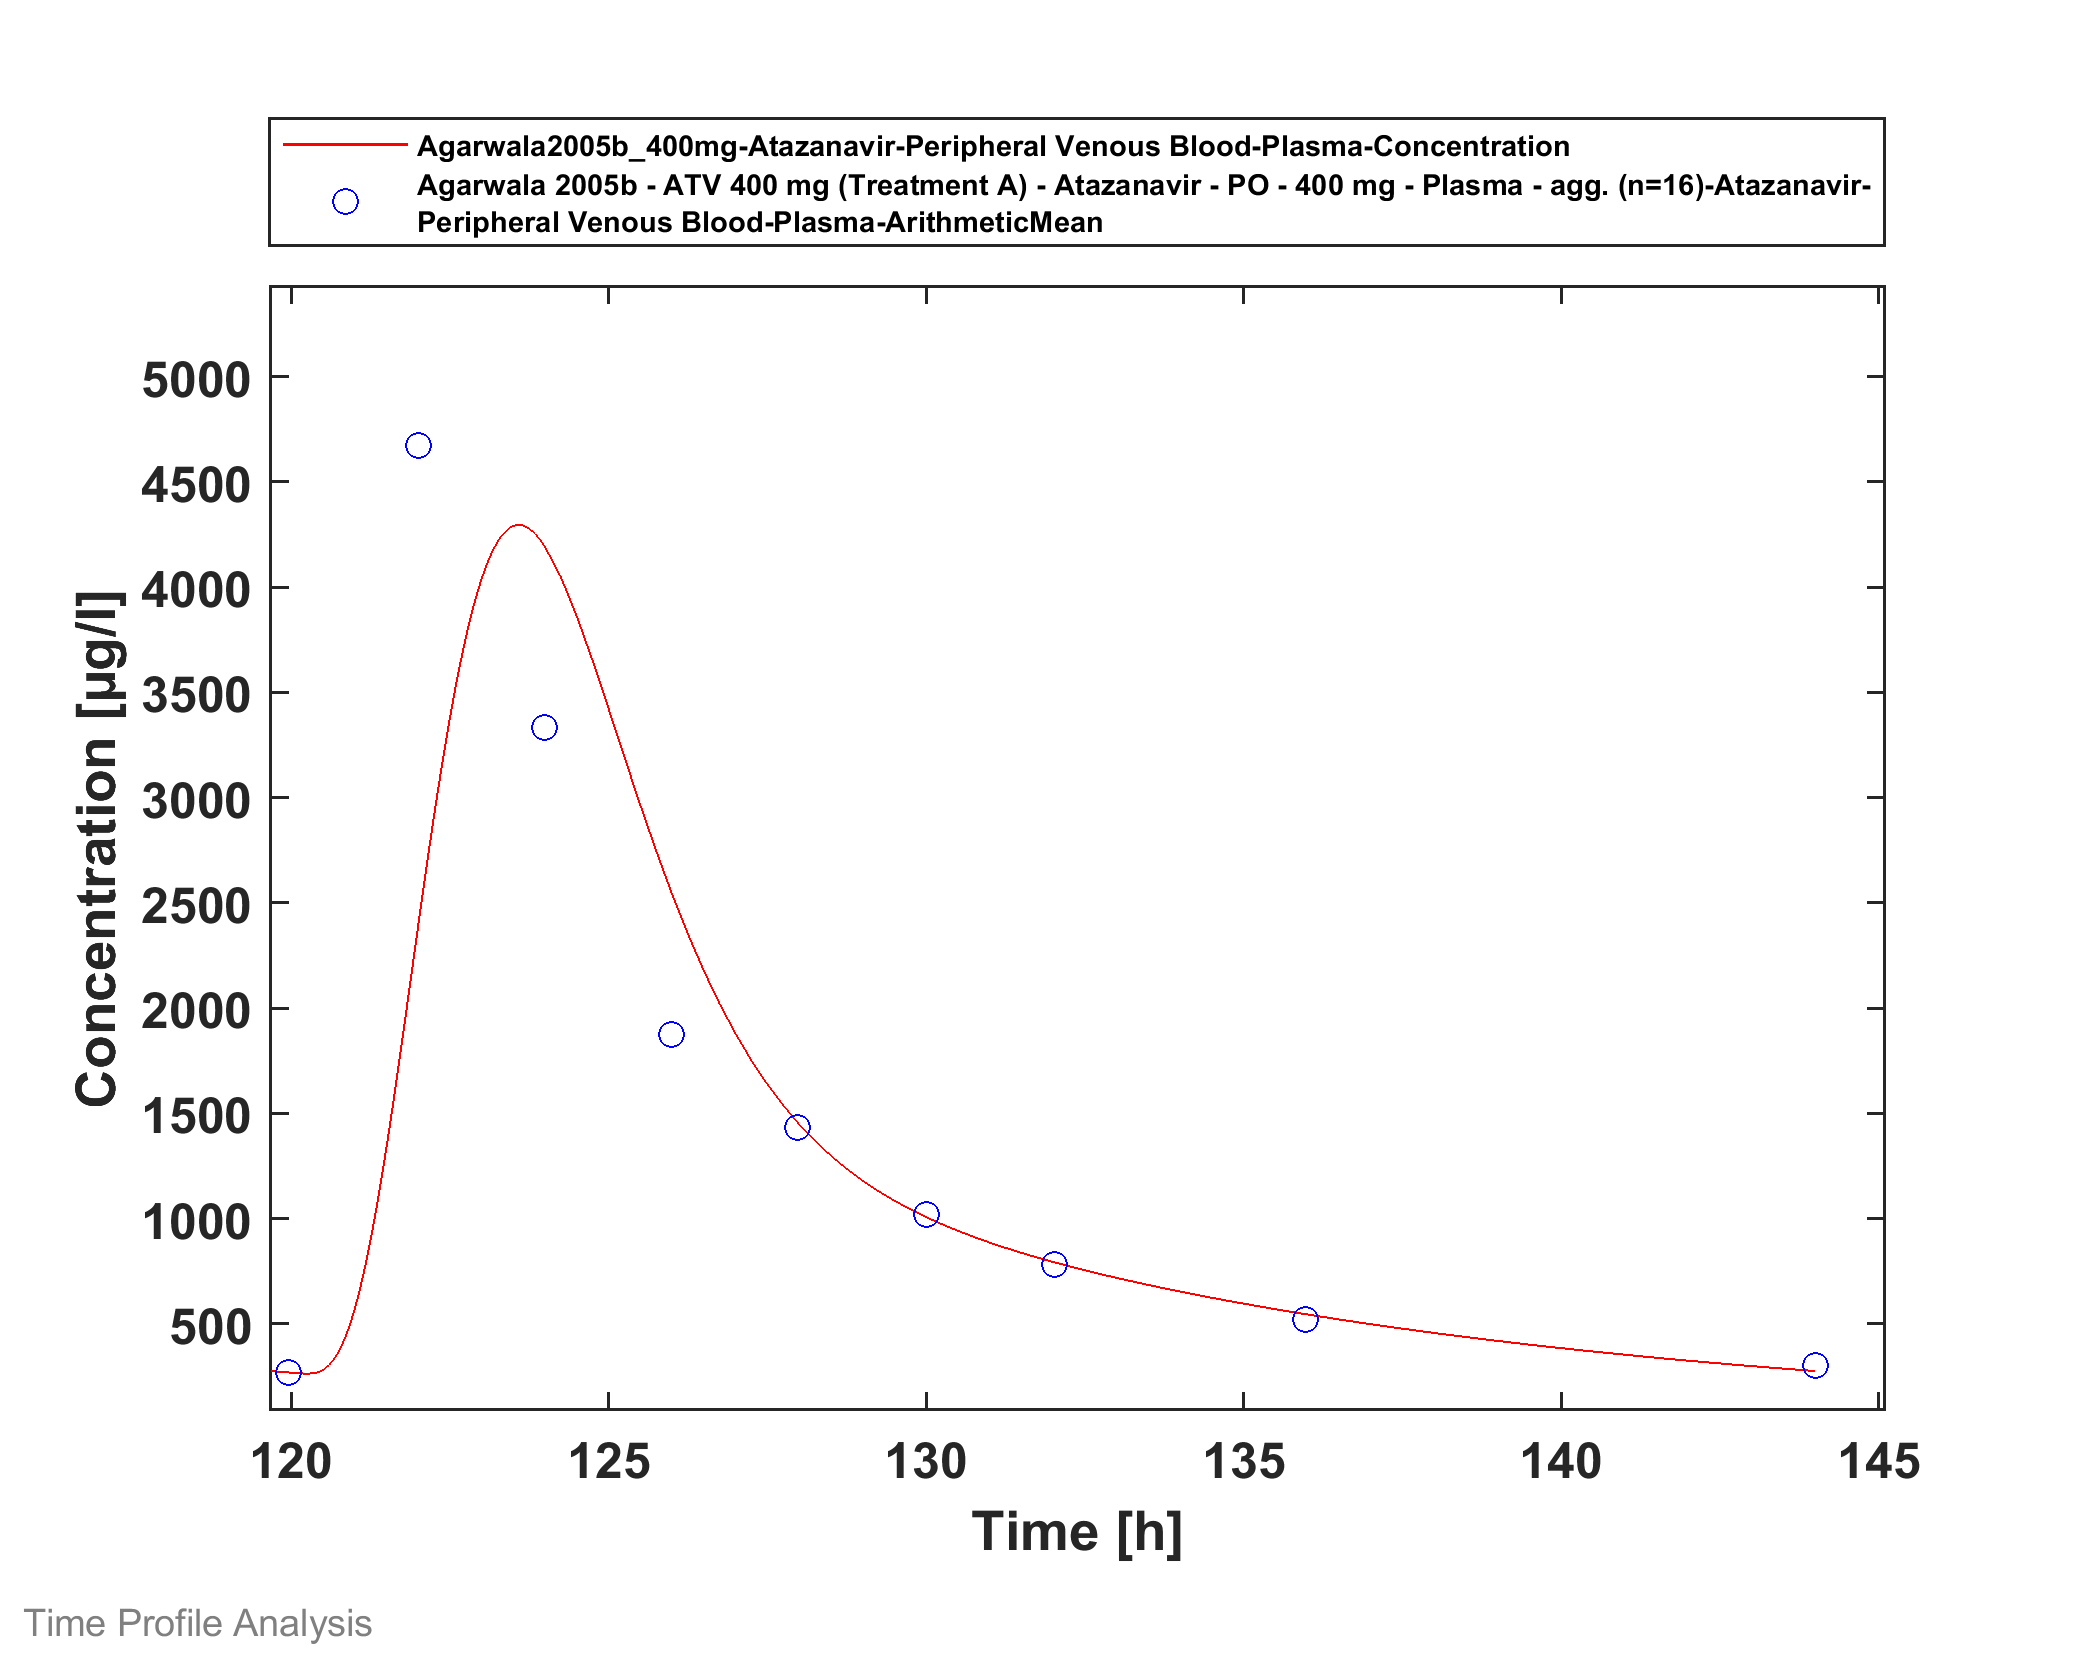 Agarwala2005b_400mg-Atazanavir-Peripheral Venous Blood-Plasma-Concentration
Agarwala 2005b - ATV 400 mg (Treatment A) - Atazanavir - PO - 400 mg - Plasma - agg. (n=16)-Atazanavir-
Peripheral Venous Blood-Plasma-ArithmeticMean
5000
4500
4000
3500
3000
2500
2000
1500
1000
500
Concentration [µg/l]
120 125 130 135 140 145
Time [h]
Time Profile Analysis